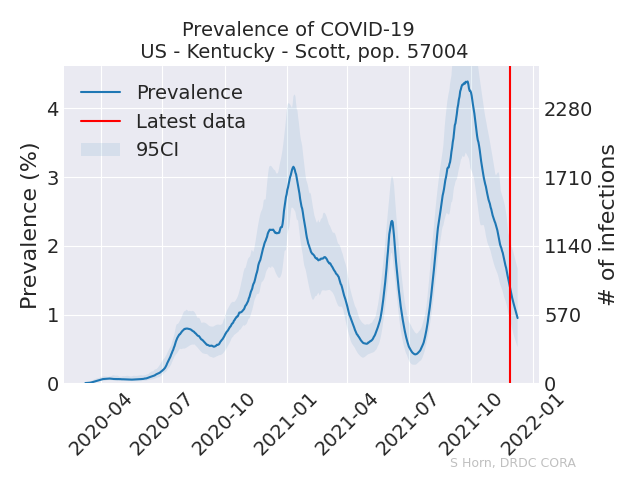 Prevalence of COVID-19
US - Kentucky - Scott, pop. 57004
Prevalence
Latest data
95CI
Prevalence (%)
4
3
2
1
0
# of infections
2280
1710
1140
570
0
2020-04
2020-07
2020-10
2021-01
2021-04
2021-07
2021-10
2022-01
S Horn, DRDC CORA